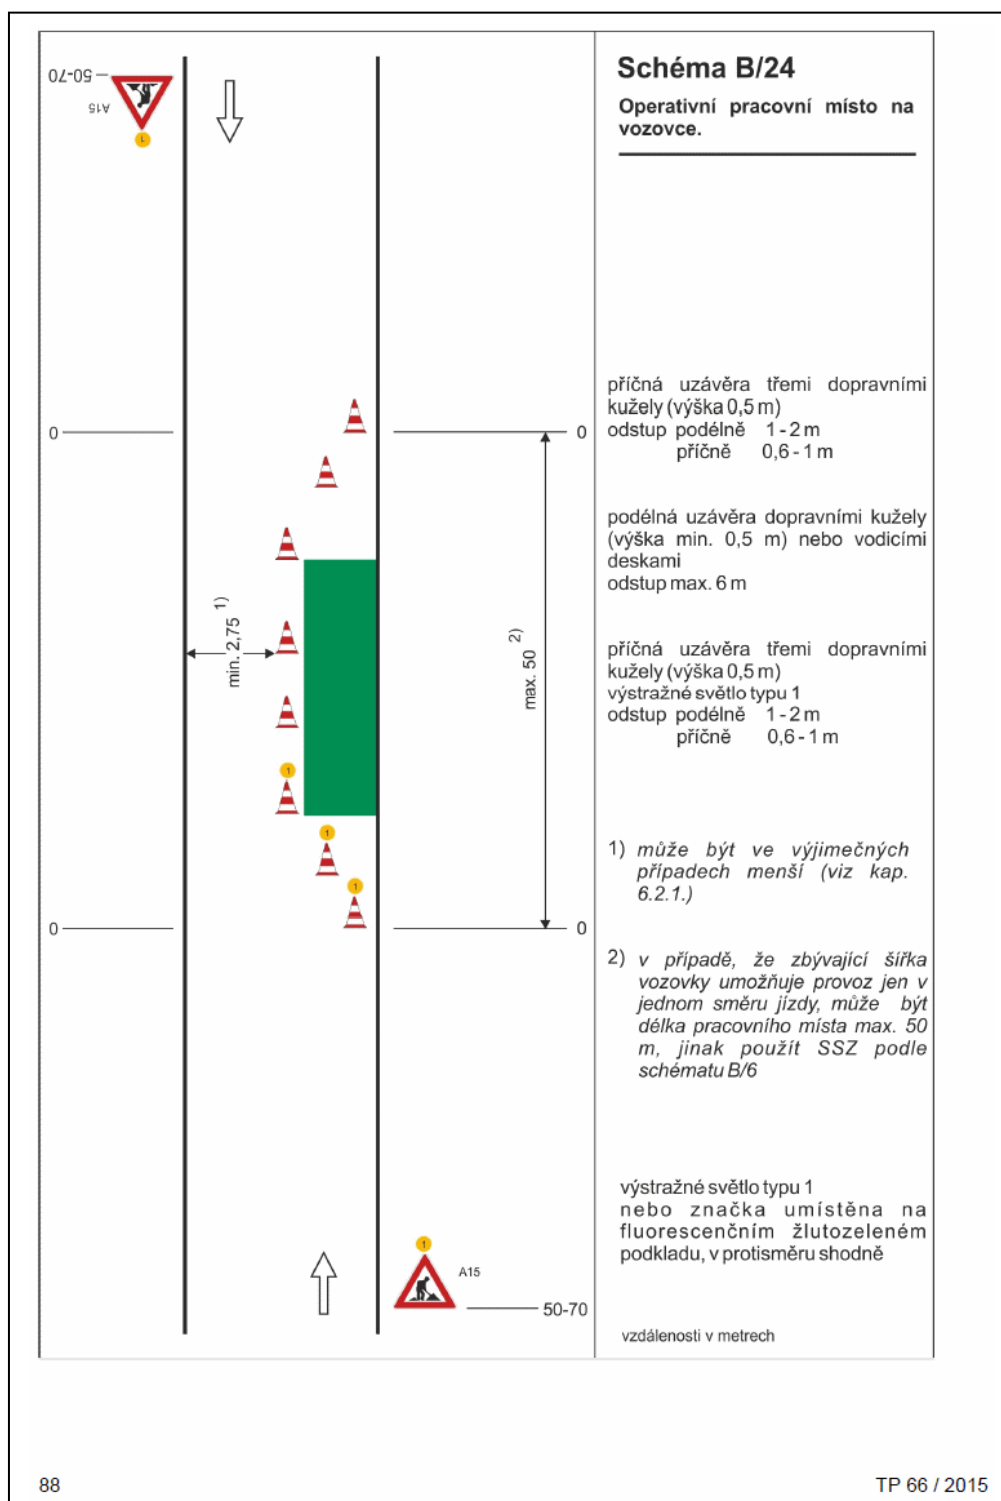 Schéma B/24
Operativní pracovní místo na
vozovce.
50-70
A15
1
příčná uzávěra třemi dopravními
kužely (výška 0,5 m)
odstup podélně 1 - 2 m
příčně 0,6 - 1 m
0
0
podélná uzávěra dopravními kužely
(výška min. 0,5 m) nebo vodicími
deskami
odstup max. 6 m
min. 2,75 1)
max. 50 2)
příčná uzávěra třemi dopravními
kužely (výška 0,5 m)
výstražné světlo typu 1
odstup podélně 1 - 2 m
příčně 0,6 - 1 m
1
1
1
1) může být ve výjimečných
případech menší (viz kap.
6.2.1.)
0
0
2) v případě, že zbývající šířka
vozovky umožňuje provoz jen v
jednom směru jízdy, může být
délka pracovního místa max. 50
m, jinak použít SSZ podle
schématu B/6
výstražné světlo typu 1
nebo značka umístěna na
fluorescenčním žlutozeleném
podkladu, v protisměru shodně
1
A15
50-70
vzdálenosti v metrech
88
TP 66 / 2015